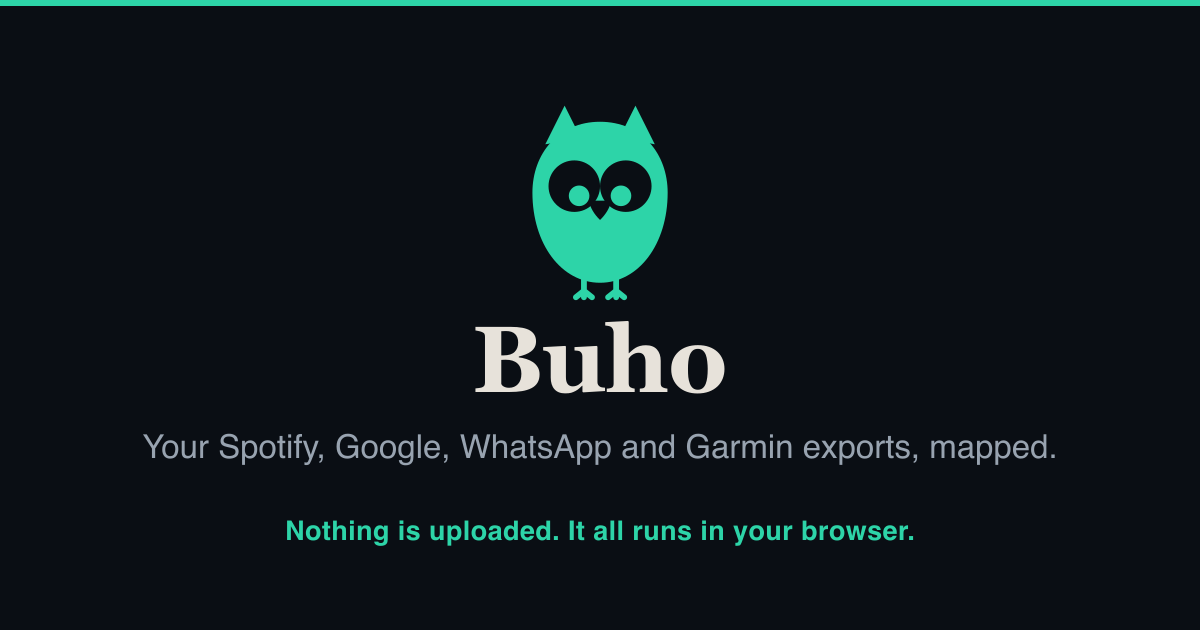 Buho
Your Spotify, Google, WhatsApp and Garmin exports, mapped.
Nothing is uploaded. It all runs in your browser.